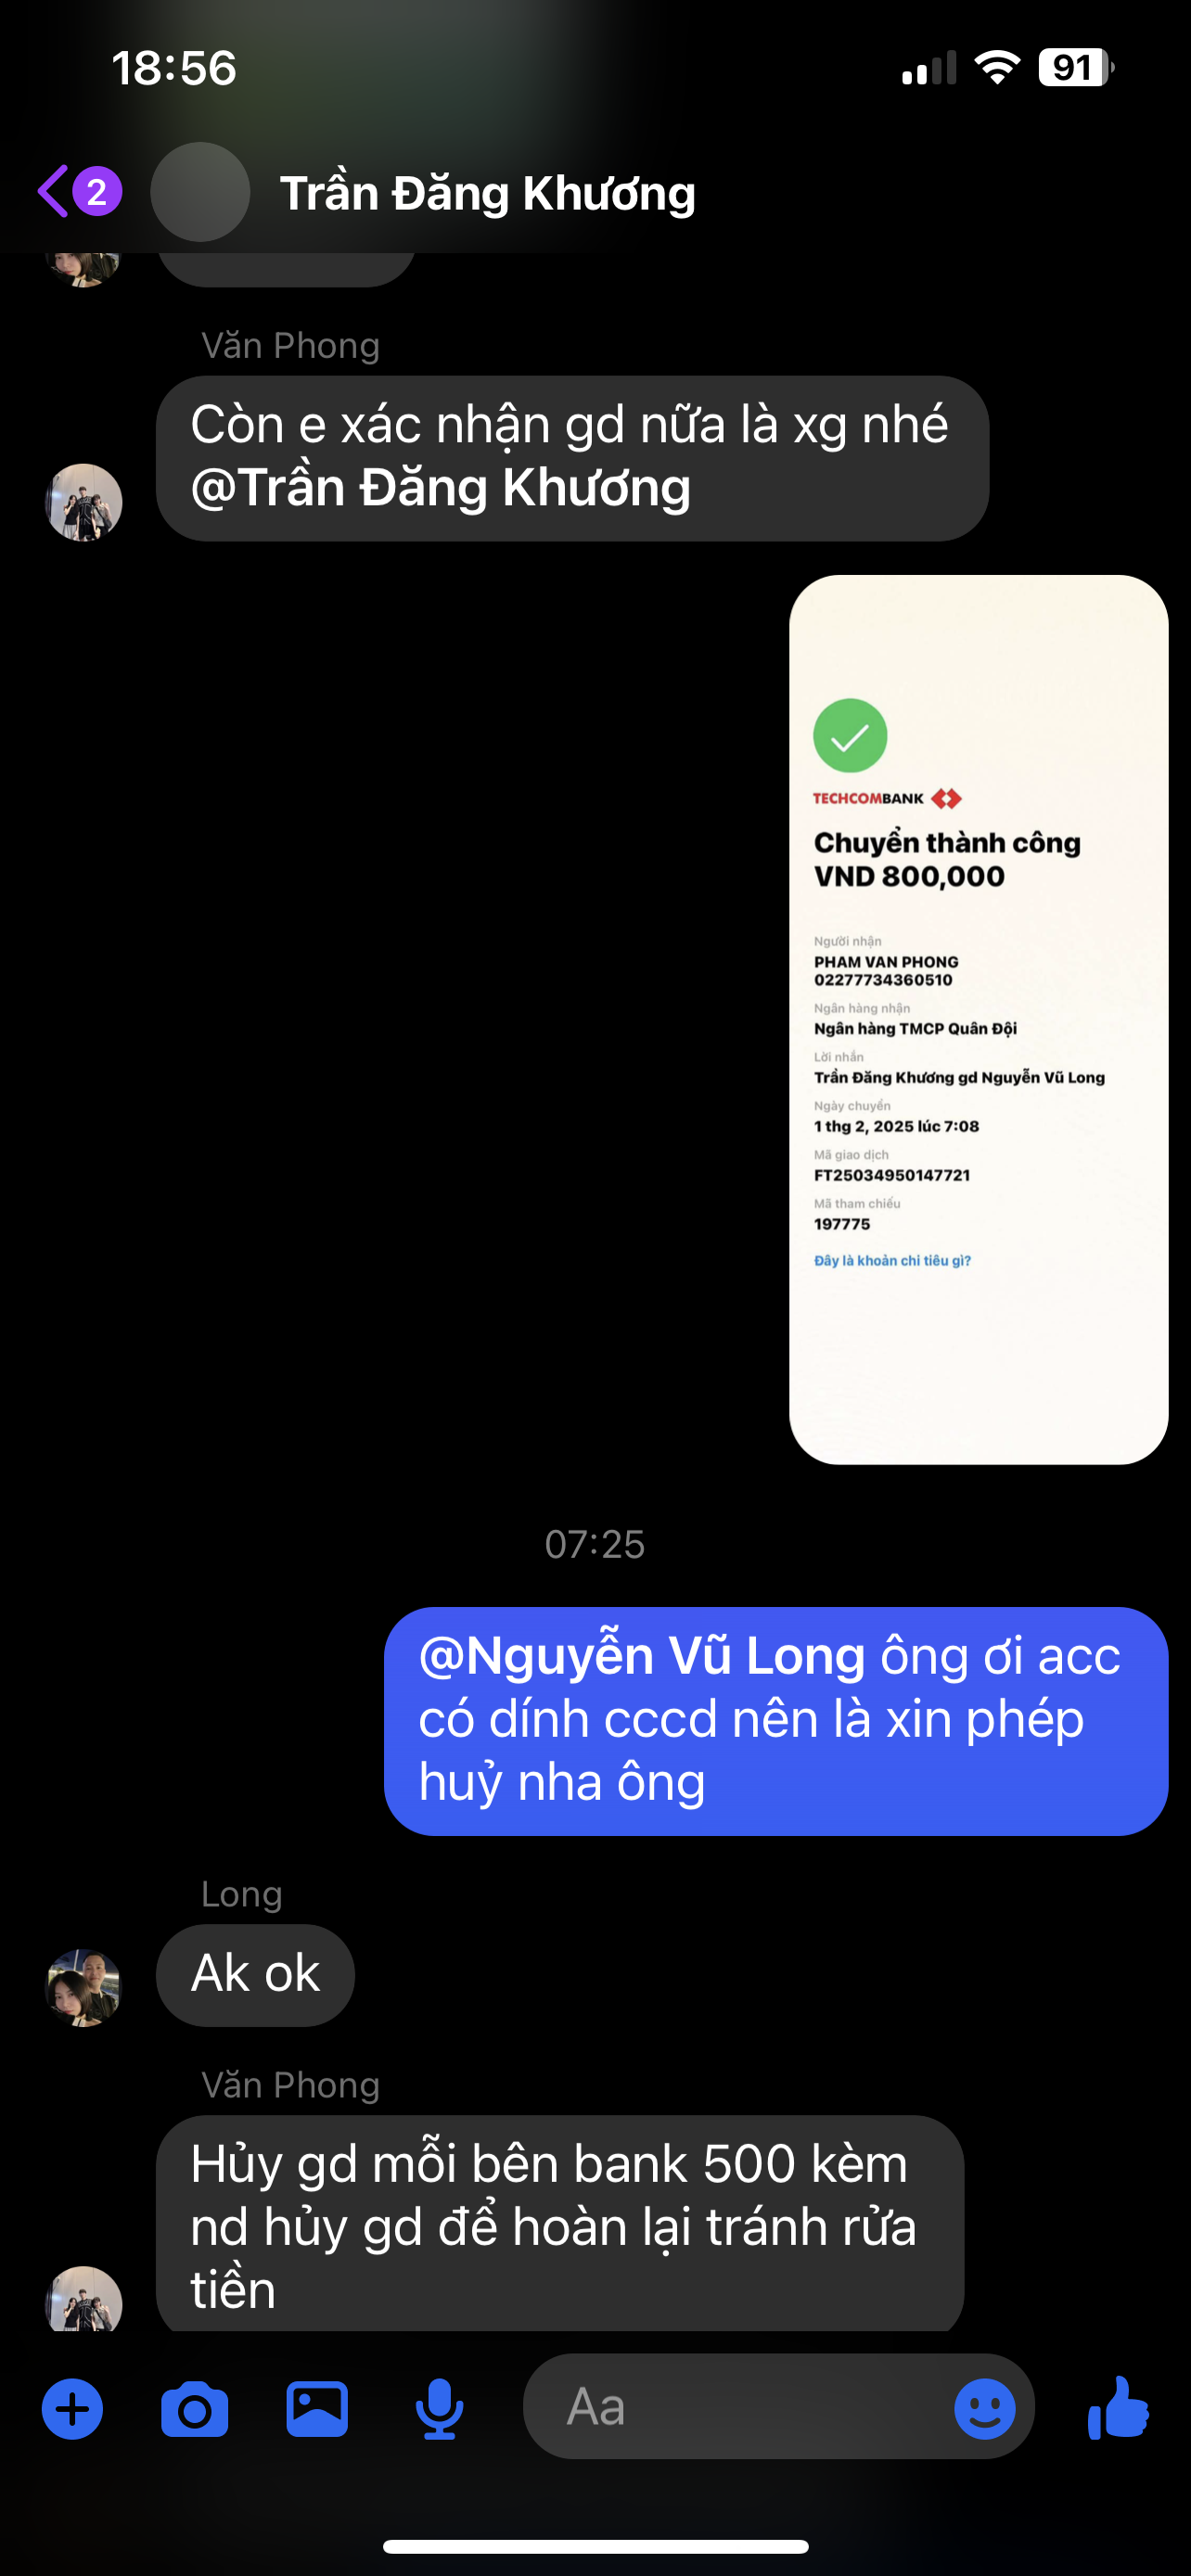 18:56
91
2
Trần Đăng Khương
Văn Phong
Còn e xác nhận gd nữa là xg nhé
@Trần Đăng Khương
TECHCOMBANK
Chuyển thành công
VND 800,000
Người nhận
PHAM VAN PHONG
02277734360510
Ngân hàng nhận
Ngân hàng TMCP Quân Đội
Lời nhắn
Trần Đăng Khương gd Nguyễn Vũ Long
Ngày chuyển
1 thg 2, 2025 lúc 7:08
Mã giao dịch
FT25034950147721
Mã tham chiếu
197775
Đây là khoản chi tiêu gì?
07:25
@Nguyễn Vũ Long ông ơi acc
có dính cccd nên là xin phép
huỷ nha ông
Long
Ak ok
Văn Phong
Hủy gd mỗi bên bank 500 kèm
nd hủy gd để hoàn lại tránh rửa
tiền
Aa